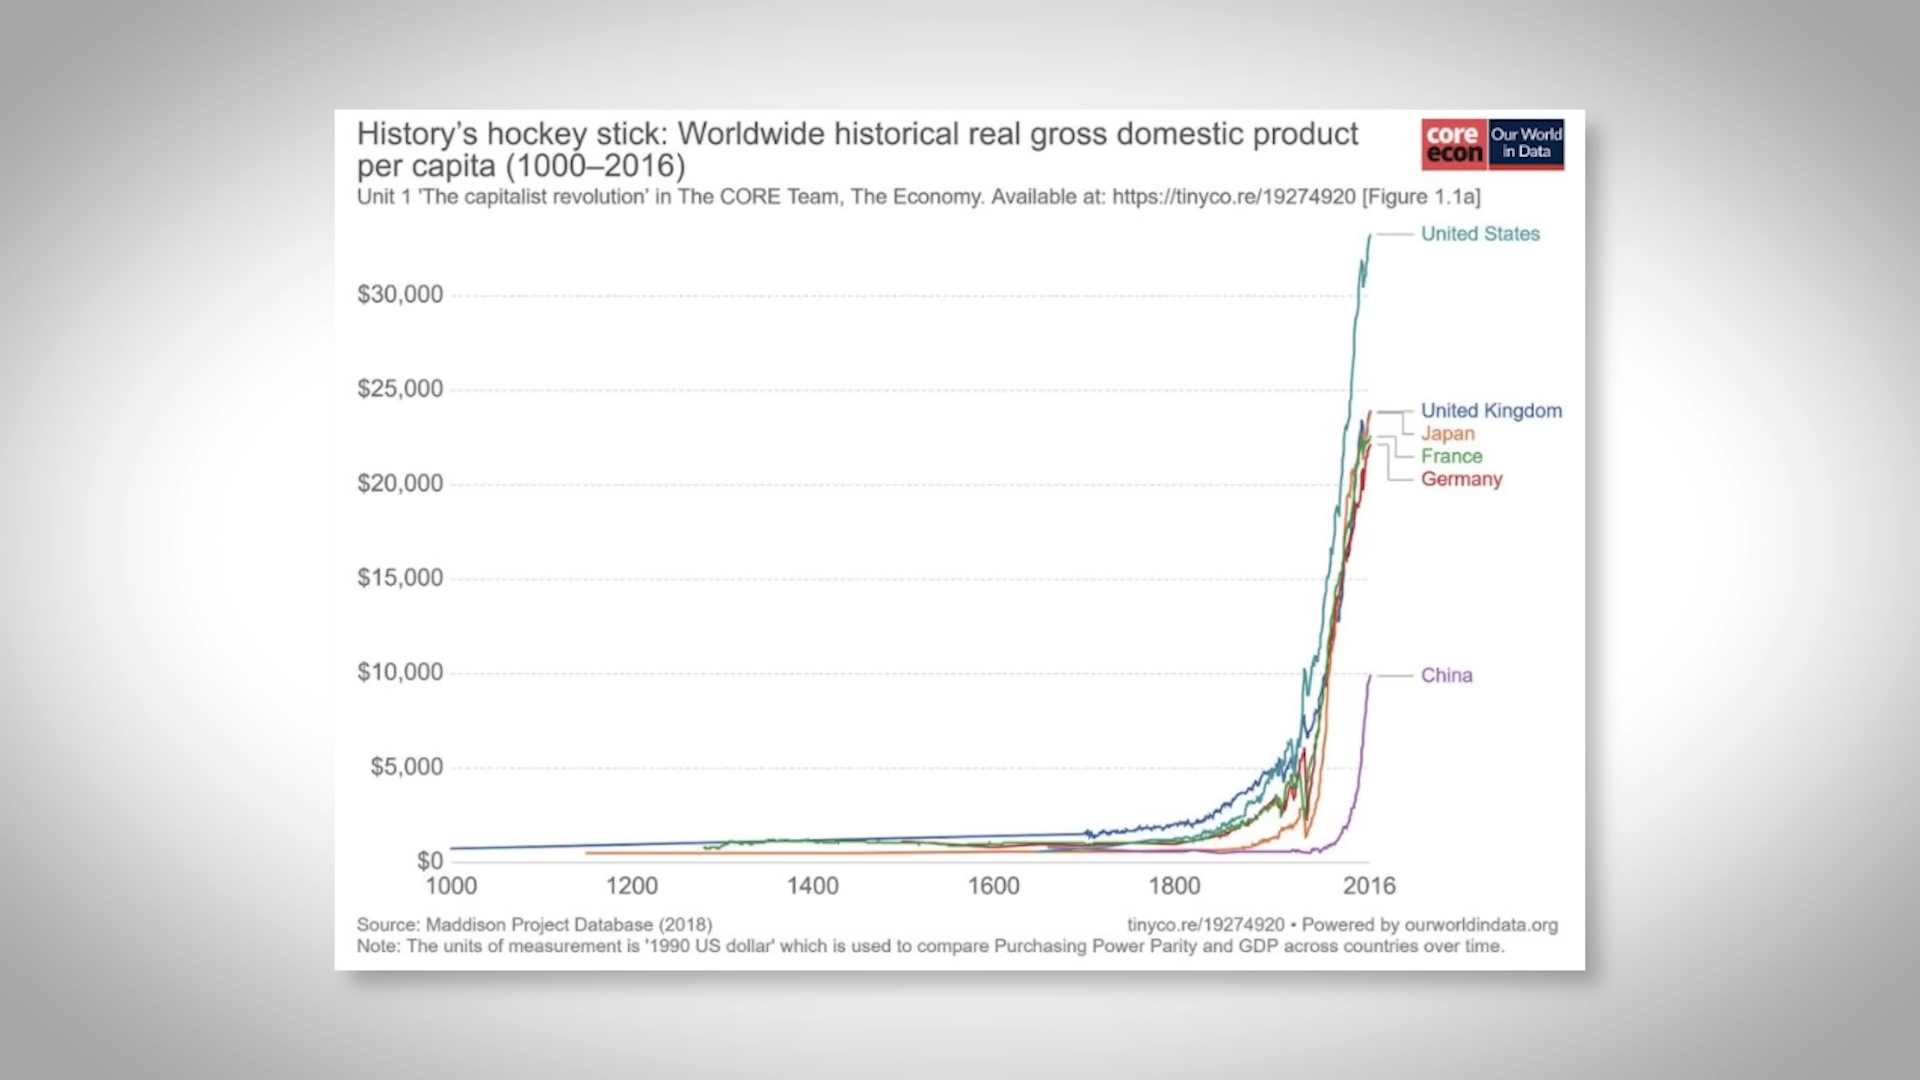 History's hockey stick: Worldwide historical real gross domestic product
per capita (1000–2016)
core
econ
Our World
in Data
Unit 1 'The capitalist revolution' in The CORE Team, The Economy. Available at: https://tinyco.re/19274920 [Figure 1.1a]
United States
$30,000
$25,000
United Kingdom
Japan
France
Germany
$20,000
$15,000
$10,000
China
$5,000
$0
1000 1200 1400 1600 1800 2016
Source: Maddison Project Database (2018)
tinyco.re/19274920 • Powered by ourworldindata.org
Note: The units of measurement is '1990 US dollar' which is used to compare Purchasing Power Parity and GDP across countries over time.